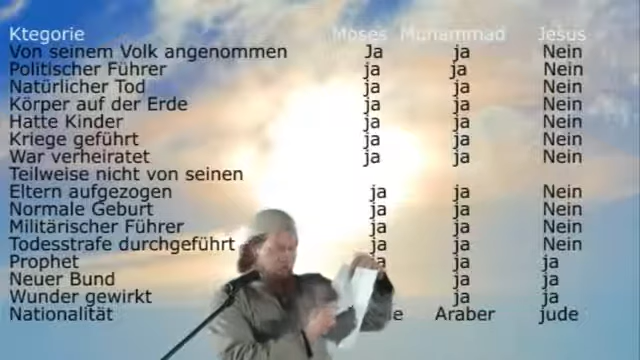 Ktegorie Moses Muhammad Jesus
Von seinem Volk angenommen Ja ja Nein
Politischer Führer ja ja Nein
Natürlicher Tod ja ja Nein
Körper auf der Erde ja ja Nein
Hatte Kinder ja ja Nein
Kriege geführt ja ja Nein
War verheiratet ja ja Nein
Teilweise nicht von seinen
Eltern aufgezogen ja ja Nein
Normale Geburt ja ja Nein
Militärischer Führer ja ja Nein
Todesstrafe durchgeführt ja ja Nein
Prophet ja ja
Neuer Bund ja ja
Wunder gewirkt ja ja
Nationalität Araber jude